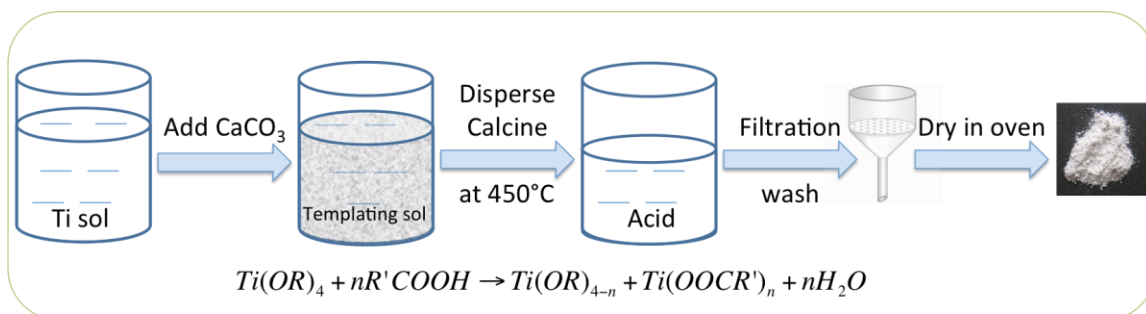 Ti sol
Add CaCO₃
Templating sol
Disperse
Calcine
at 450°C
Acid
Filtration
wash
Dry in oven
Ti(OR)₄ + nR'COOH → Ti(OR)₄₋ₙ + Ti(OOCR')ₙ + nH₂O